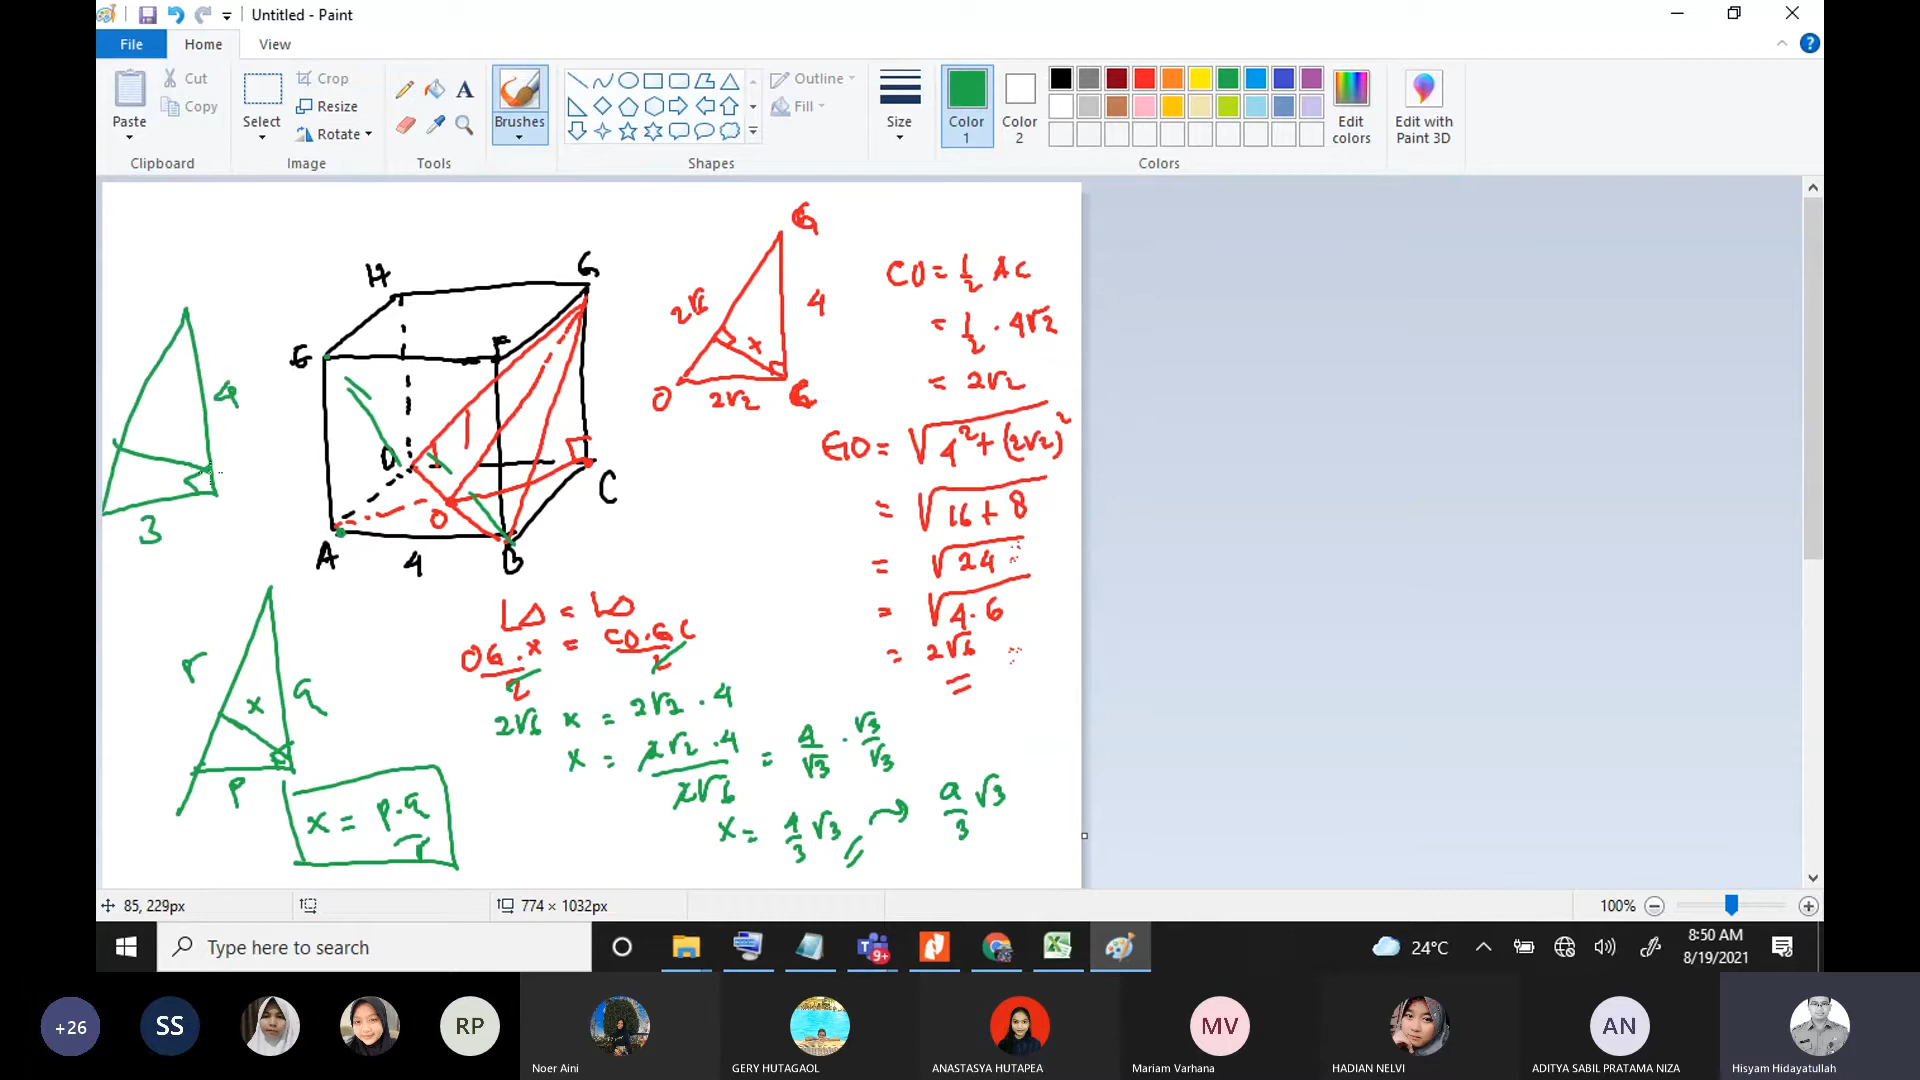 Untitled - Paint
File
Home
View
Paste
Cut
Copy
Clipboard
Select
Crop
Resize
Rotate
Image
Tools
Brushes
Shapes
Outline
Fill
Size
Color 1
Color 2
Colors
Edit colors
Edit with Paint 3D
H
G
E
F
D
C
O
A
B
4
4
3
G
2√6
4
x
O
2√2
CO = 1/2 AC
= 1/2 · 4√2
= 2√2
GO = √4² + (2√2)²
= √16 + 8
= √24
= √4·6
= 2√6
L△ = L△
OG · x / 2 = CO · GC / 2
2√6 x = 2√2 · 4
x = 2√2 · 4 / 2√6 = 4/√3 · √3/√3
x = 4/3 √3
a/3 √3
r
x
q
p
x = p·q / r
85, 229px
774 × 1032px
100%
Type here to search
9+
24°C
8:50 AM
8/19/2021
+26
SS
RP
Noer Aini
GERY HUTAGAOL
ANASTASYA HUTAPEA
MV
Mariam Varhana
HADIAN NELVI
AN
ADITYA SABIL PRATAMA NIZA
Hisyam Hidayatullah